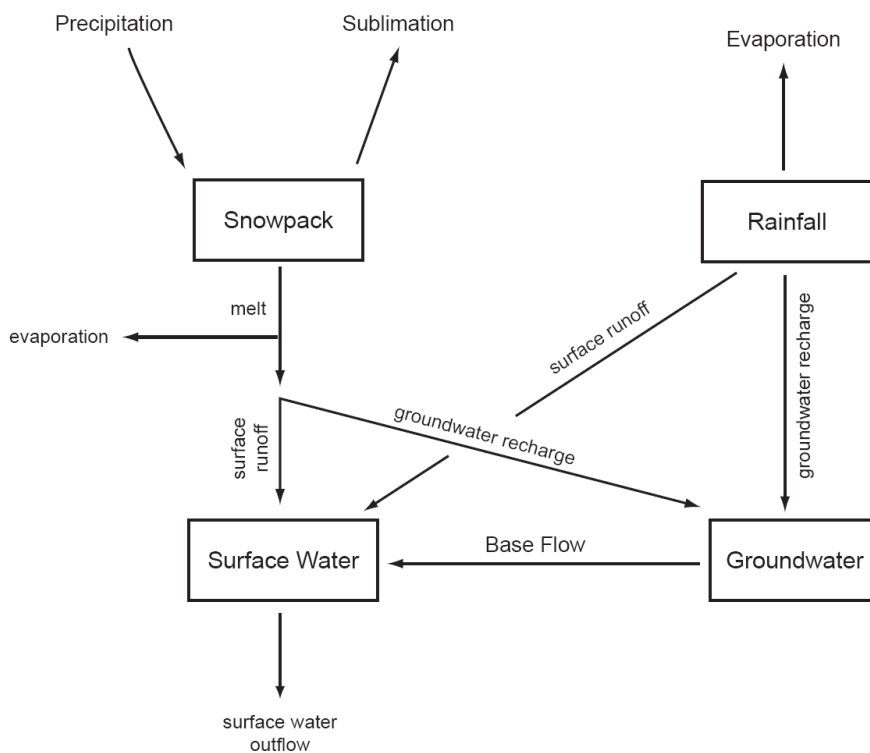 Precipitation
Sublimation
Evaporation
Snowpack
Rainfall
melt
evaporation
surface runoff
groundwater recharge
groundwater recharge
surface
runoff
Base Flow
Surface Water
Groundwater
surface water
outflow